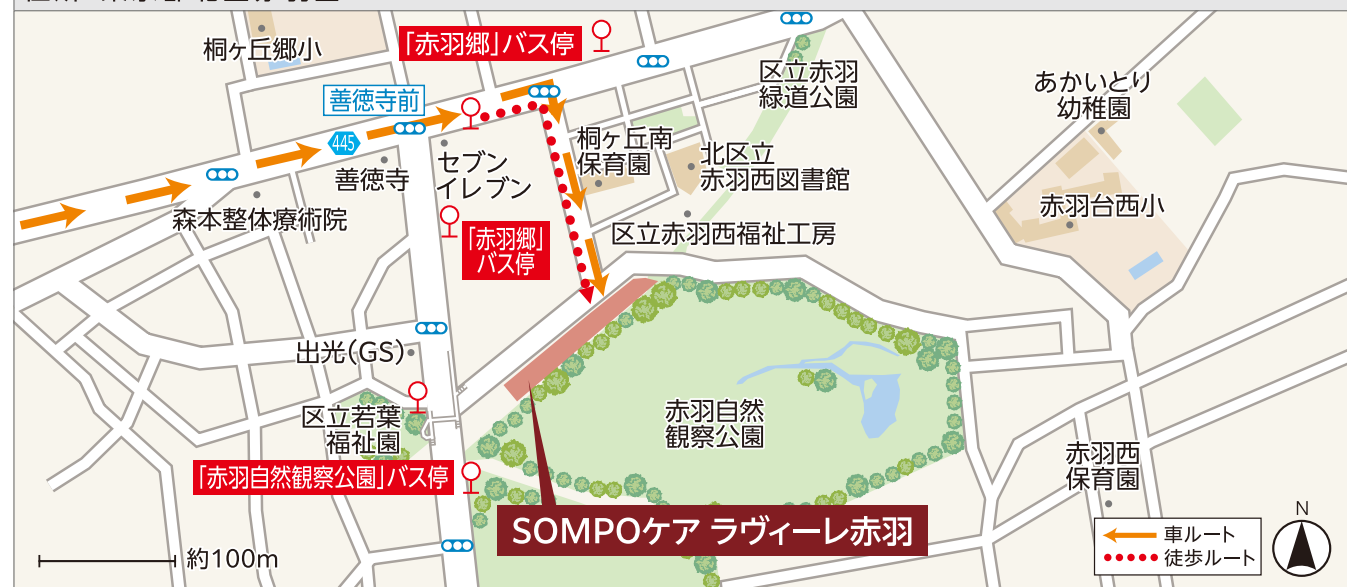 桐ヶ丘郷小
「赤羽郷」バス停
善徳寺前
445
善徳寺
セブン
イレブン
森本整体療術院
「赤羽郷」
バス停
桐ヶ丘南
保育園
北区立
赤羽西図書館
区立赤羽
緑道公園
区立赤羽西福祉工房
あかいとり
幼稚園
赤羽台西小
出光(GS)
区立若葉
福祉園
「赤羽自然観察公園」バス停
赤羽自然
観察公園
赤羽西
保育園
SOMPOケア ラヴィーレ赤羽
約100m
車ルート
徒歩ルート
N